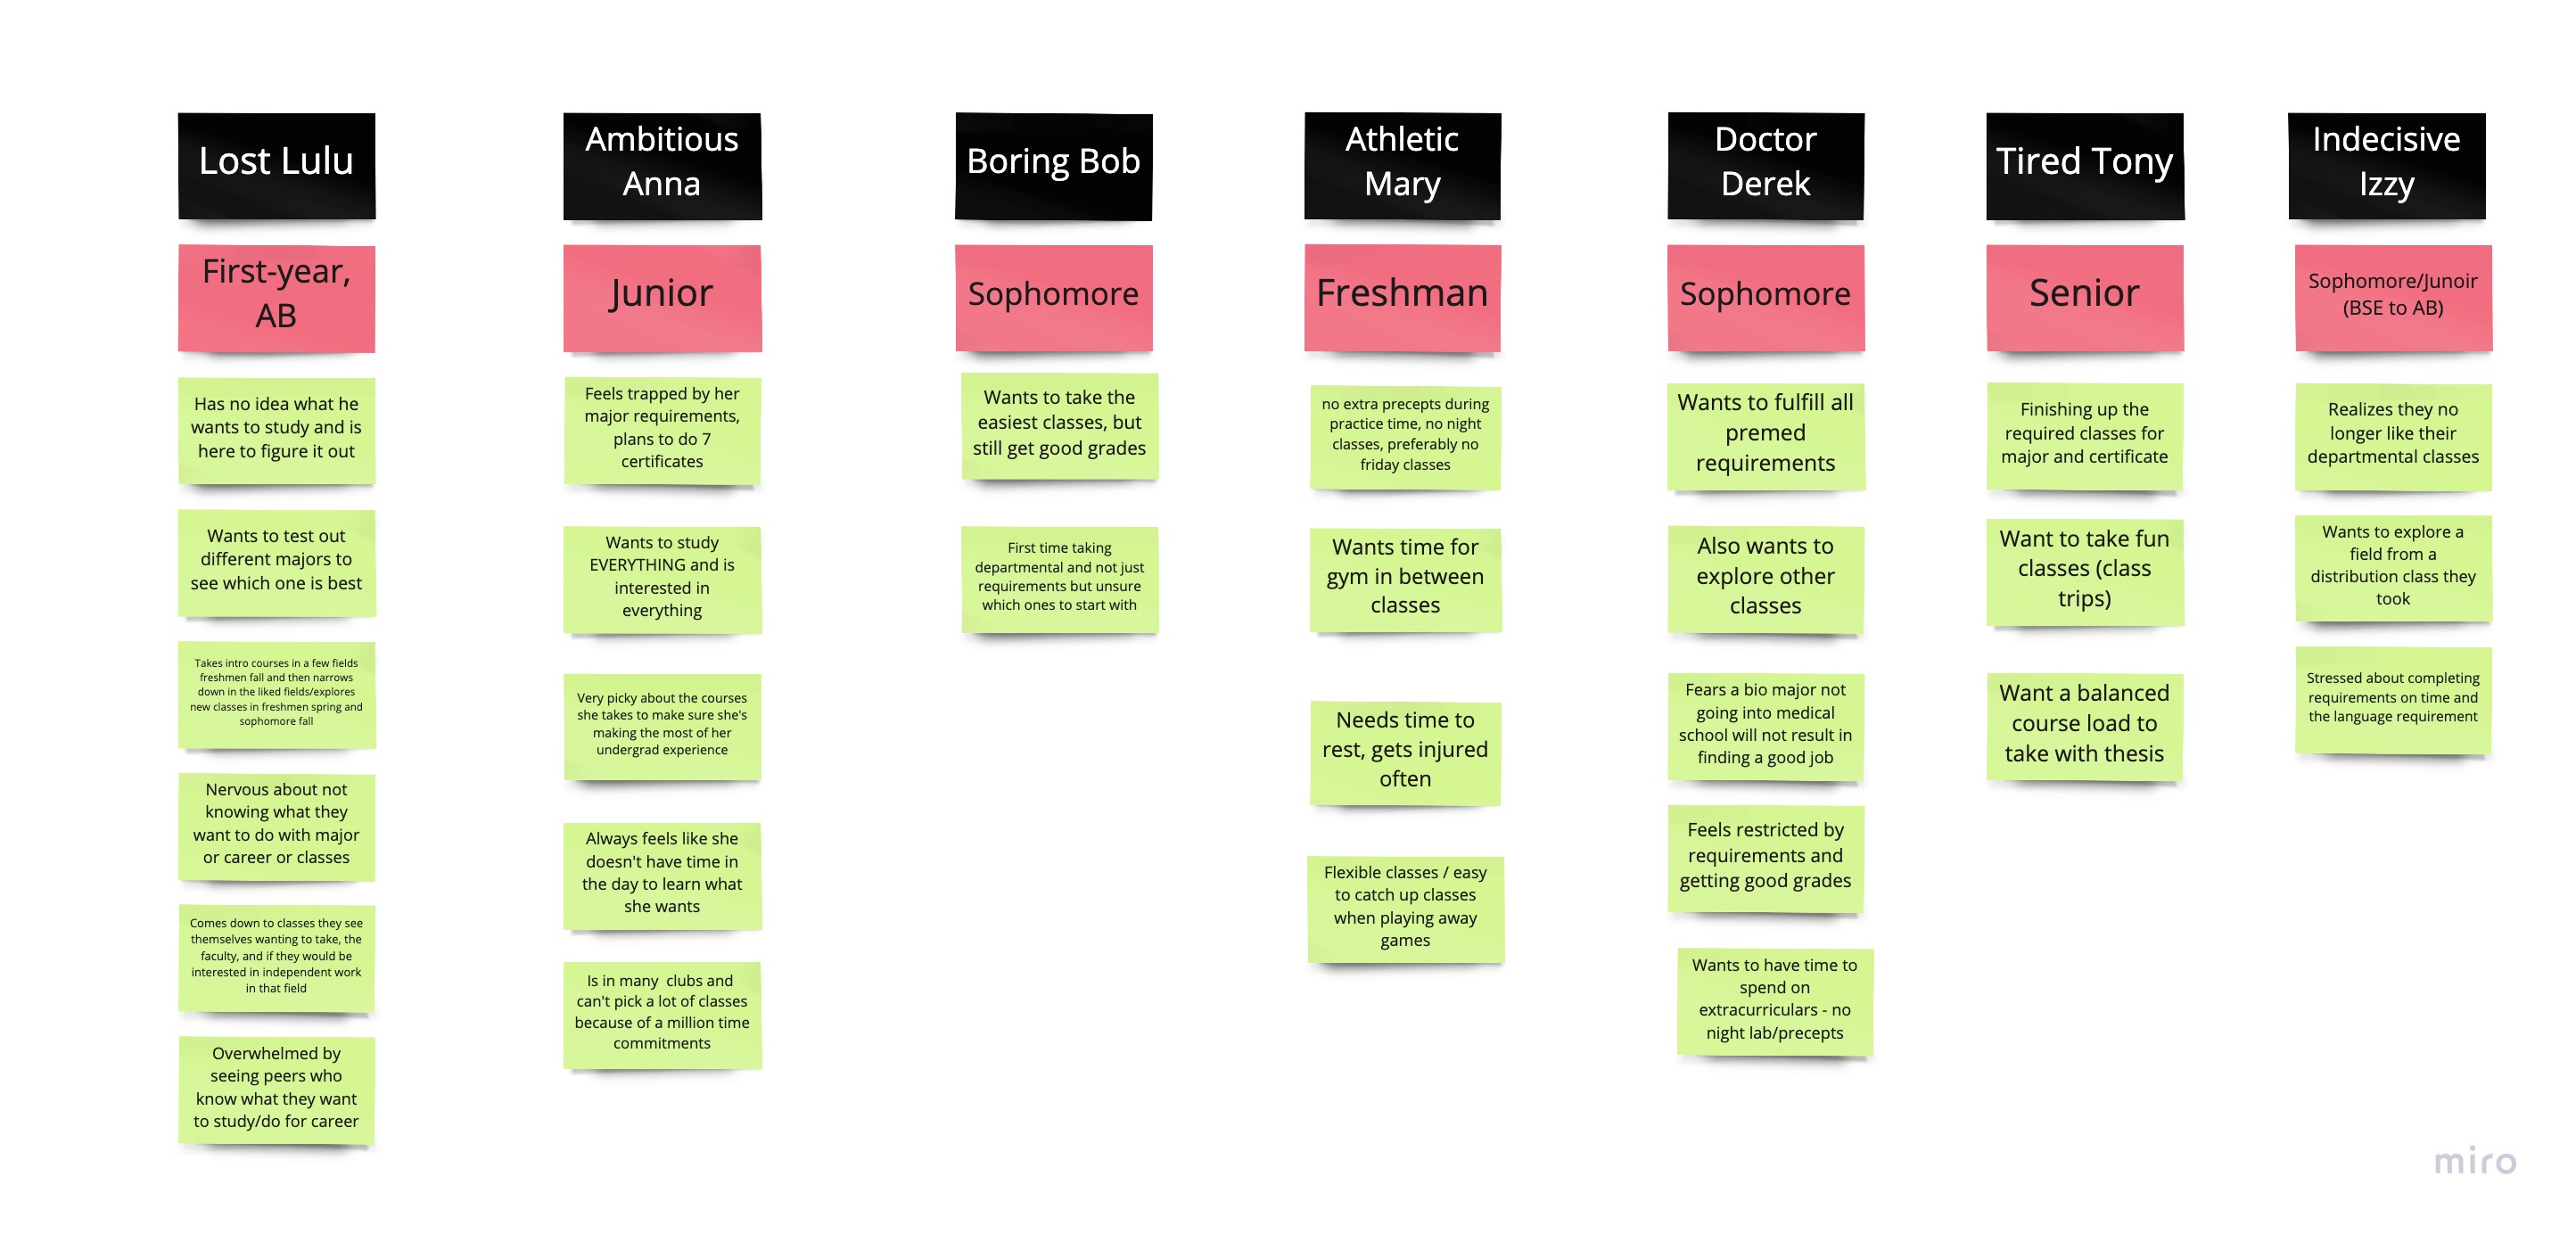 Lost Lulu
First-year,
AB
Has no idea what he
wants to study and is
here to figure it out
Wants to test out
different majors to
see which one is best
Takes intro courses in a few fields
freshmen fall and then narrows
down in the liked fields/explores
new classes in freshmen spring and
sophomore fall
Nervous about not
knowing what they
want to do with major
or career or classes
Comes down to classes they see
themselves wanting to take, the
faculty, and if they would be
interested in independent work
in that field
Overwhelmed by
seeing peers who
know what they want
to study/do for career
Ambitious
Anna
Junior
Feels trapped by her
major requirements,
plans to do 7
certificates
Wants to study
EVERYTHING and is
interested in
everything
Very picky about the courses
she takes to make sure she's
making the most of her
undergrad experience
Always feels like she
doesn't have time in
the day to learn what
she wants
Is in many clubs and
can't pick a lot of classes
because of a million time
commitments
Boring Bob
Sophomore
Wants to take the
easiest classes, but
still get good grades
First time taking
departmental and not just
requirements but unsure
which ones to start with
Athletic
Mary
Freshman
no extra precepts during
practice time, no night
classes, preferably no
friday classes
Wants time for
gym in between
classes
Needs time to
rest, gets injured
often
Flexible classes / easy
to catch up classes
when playing away
games
Doctor
Derek
Sophomore
Wants to fulfill all
premed
requirements
Also wants to
explore other
classes
Fears a bio major not
going into medical
school will not result in
finding a good job
Feels restricted by
requirements and
getting good grades
Wants to have time to
spend on
extracurriculars - no
night lab/precepts
Tired Tony
Senior
Finishing up the
required classes for
major and certificate
Want to take fun
classes (class
trips)
Want a balanced
course load to
take with thesis
Indecisive
Izzy
Sophomore/Junoir
(BSE to AB)
Realizes they no
longer like their
departmental classes
Wants to explore a
field from a
distribution class they
took
Stressed about completing
requirements on time and
the language requirement
miro